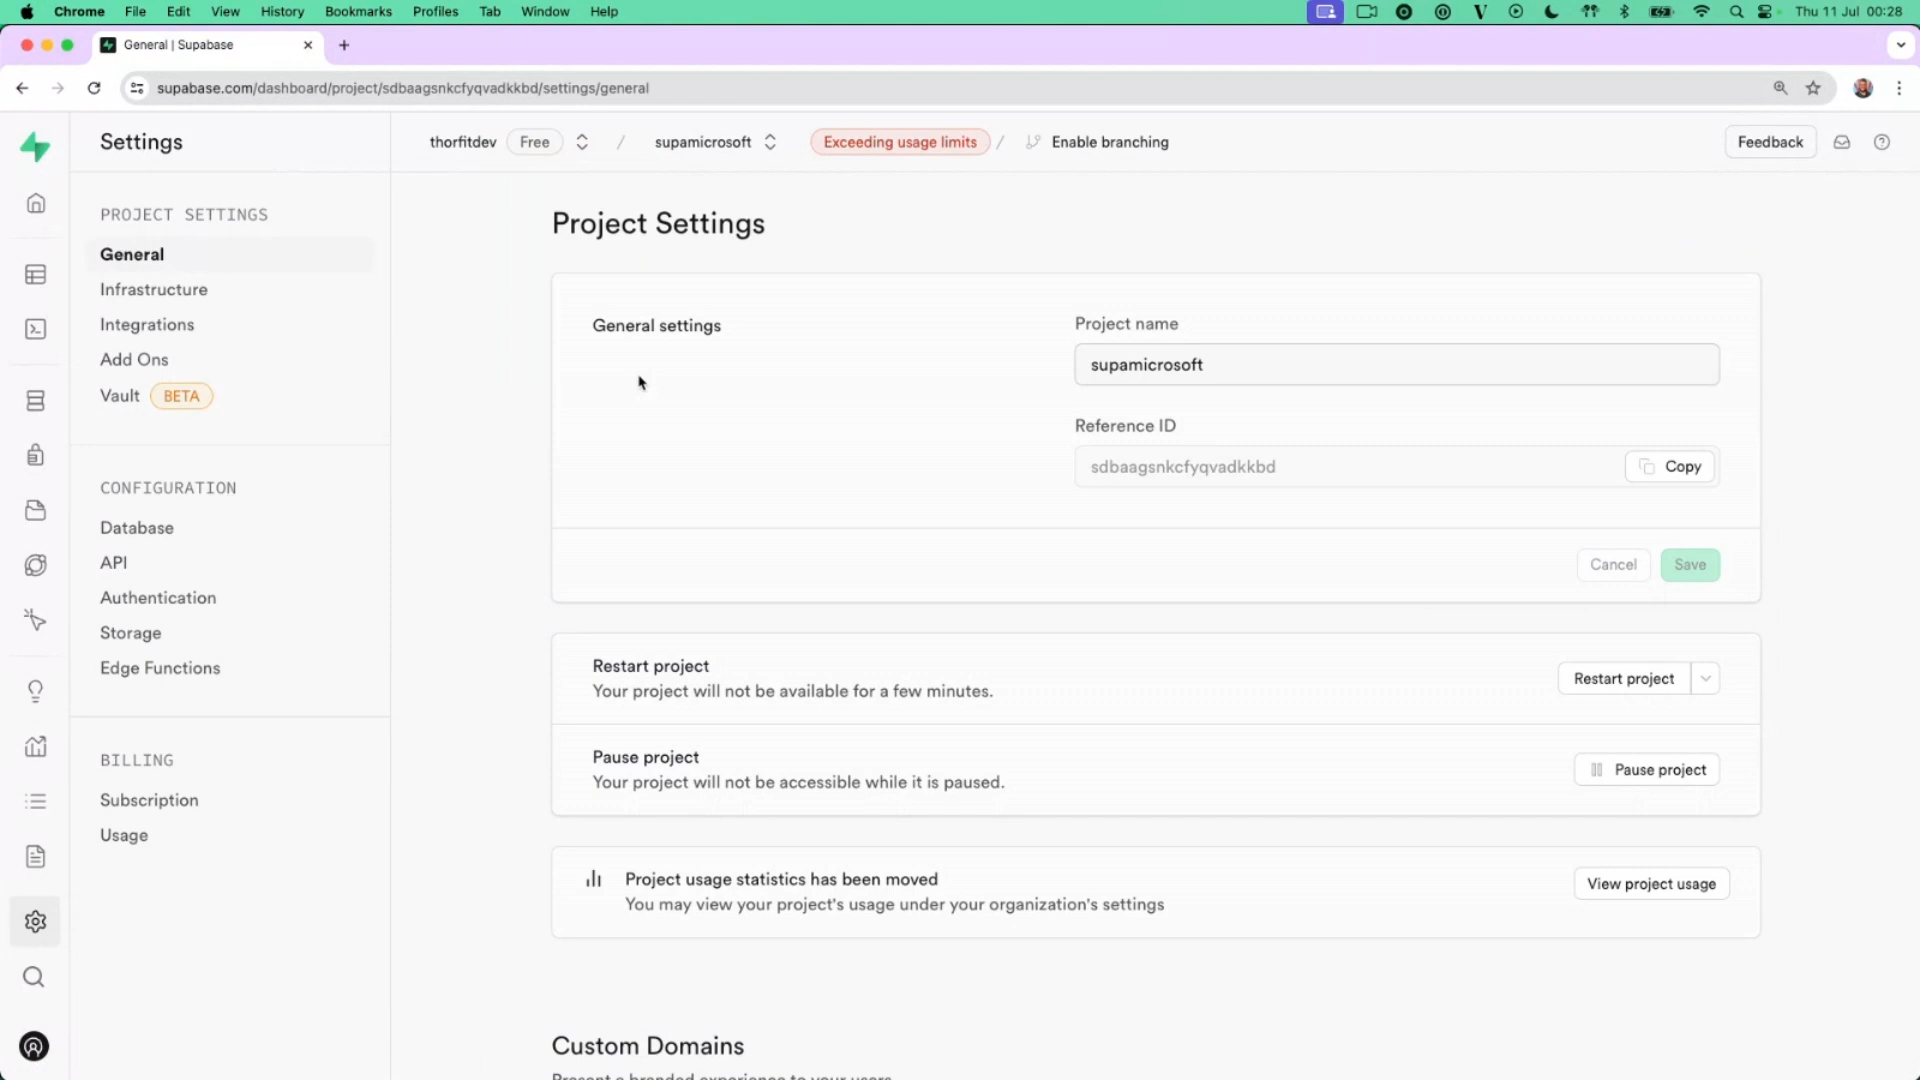 Chrome File Edit View History Bookmarks Profiles Tab Window Help Thu 11 Jul 00:28
General | Supabase
supabase.com/dashboard/project/sdbaagsnkcfyqvadkkbd/settings/general
Settings
thorfitdev Free / supamicrosoft Exceeding usage limits / Enable branching Feedback
PROJECT SETTINGS
General
Infrastructure
Integrations
Add Ons
Vault BETA
CONFIGURATION
Database
API
Authentication
Storage
Edge Functions
BILLING
Subscription
Usage
Project Settings
General settings
Project name
supamicrosoft
Reference ID
sdbaagsnkcfyqvadkkbd Copy
Cancel Save
Restart project
Your project will not be available for a few minutes.
Restart project
Pause project
Your project will not be accessible while it is paused.
Pause project
Project usage statistics has been moved
You may view your project's usage under your organization's settings
View project usage
Custom Domains
Present a branded experience to your users